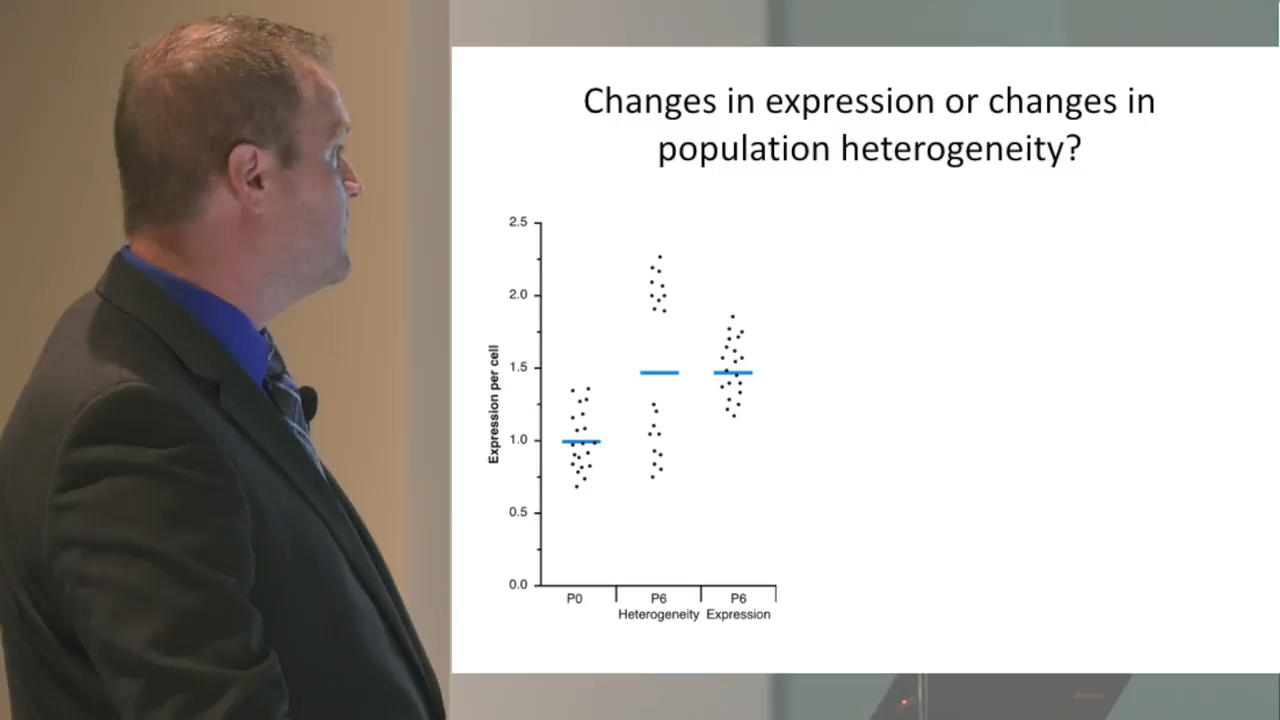 Changes in expression or changes in
population heterogeneity?
2.5
2.0
1.5
1.0
0.5
0.0
Expression per cell
P0 P6 P6
Heterogeneity Expression